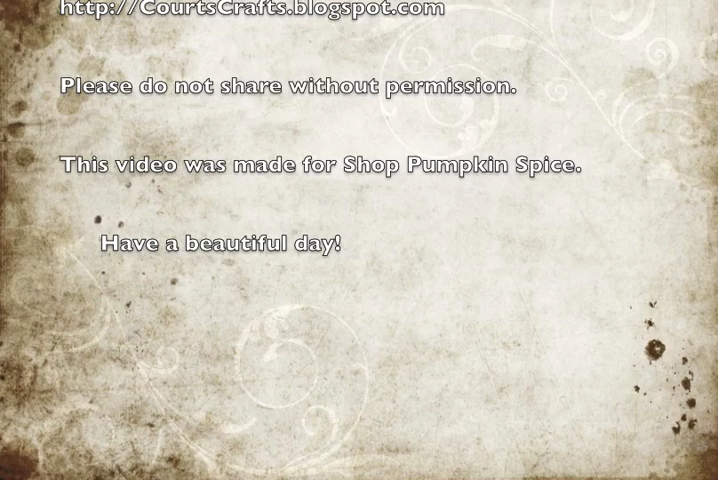 http://CourtsCrafts.blogspot.com
Please do not share without permission.
This video was made for Shop Pumpkin Spice.
Have a beautiful day!